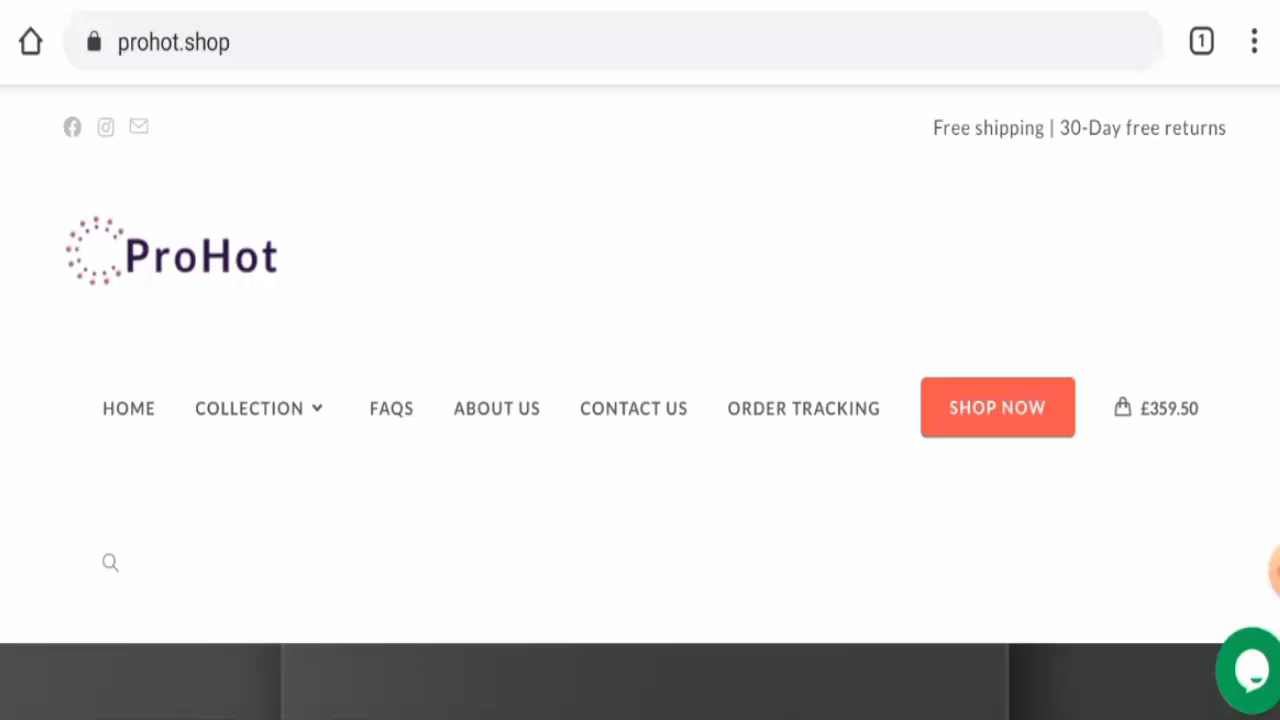 1
prohot.shop
Free shipping | 30-Day free returns
ProHot
HOME COLLECTION FAQS ABOUT US CONTACT US ORDER TRACKING SHOP NOW £359.50